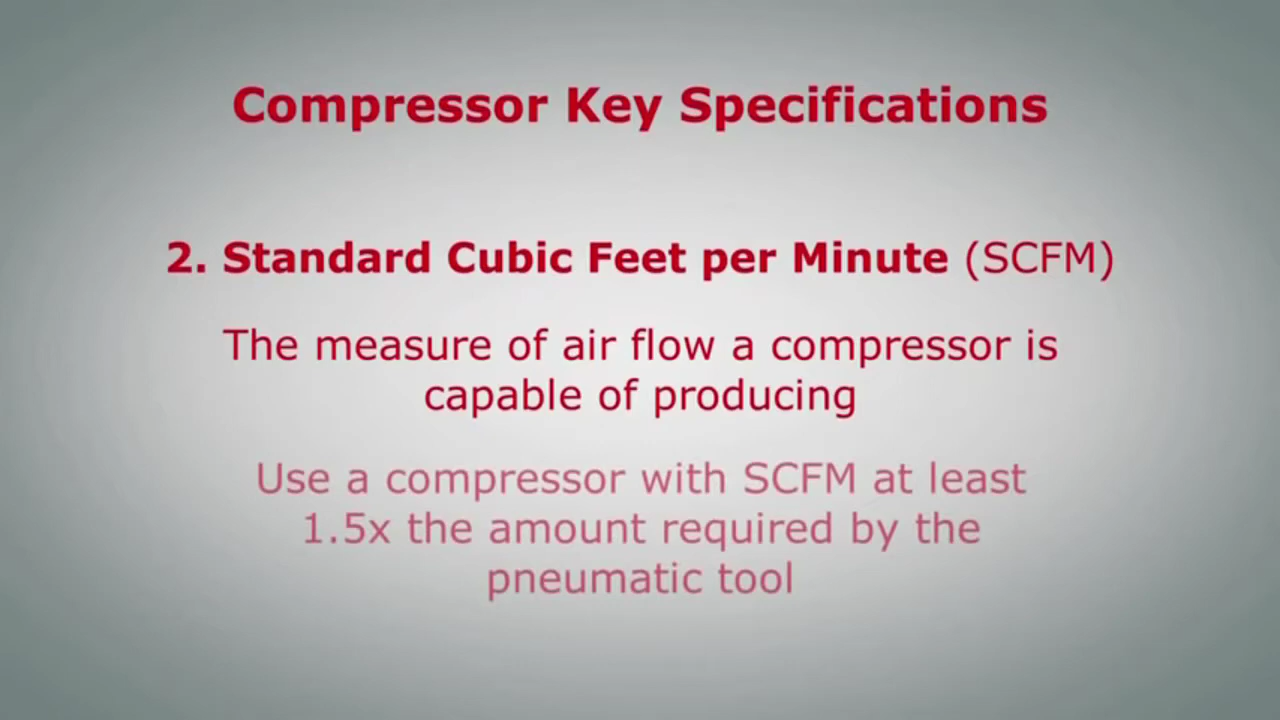 Compressor Key Specifications
2. Standard Cubic Feet per Minute (SCFM)
The measure of air flow a compressor is
capable of producing
Use a compressor with SCFM at least
1.5x the amount required by the
pneumatic tool